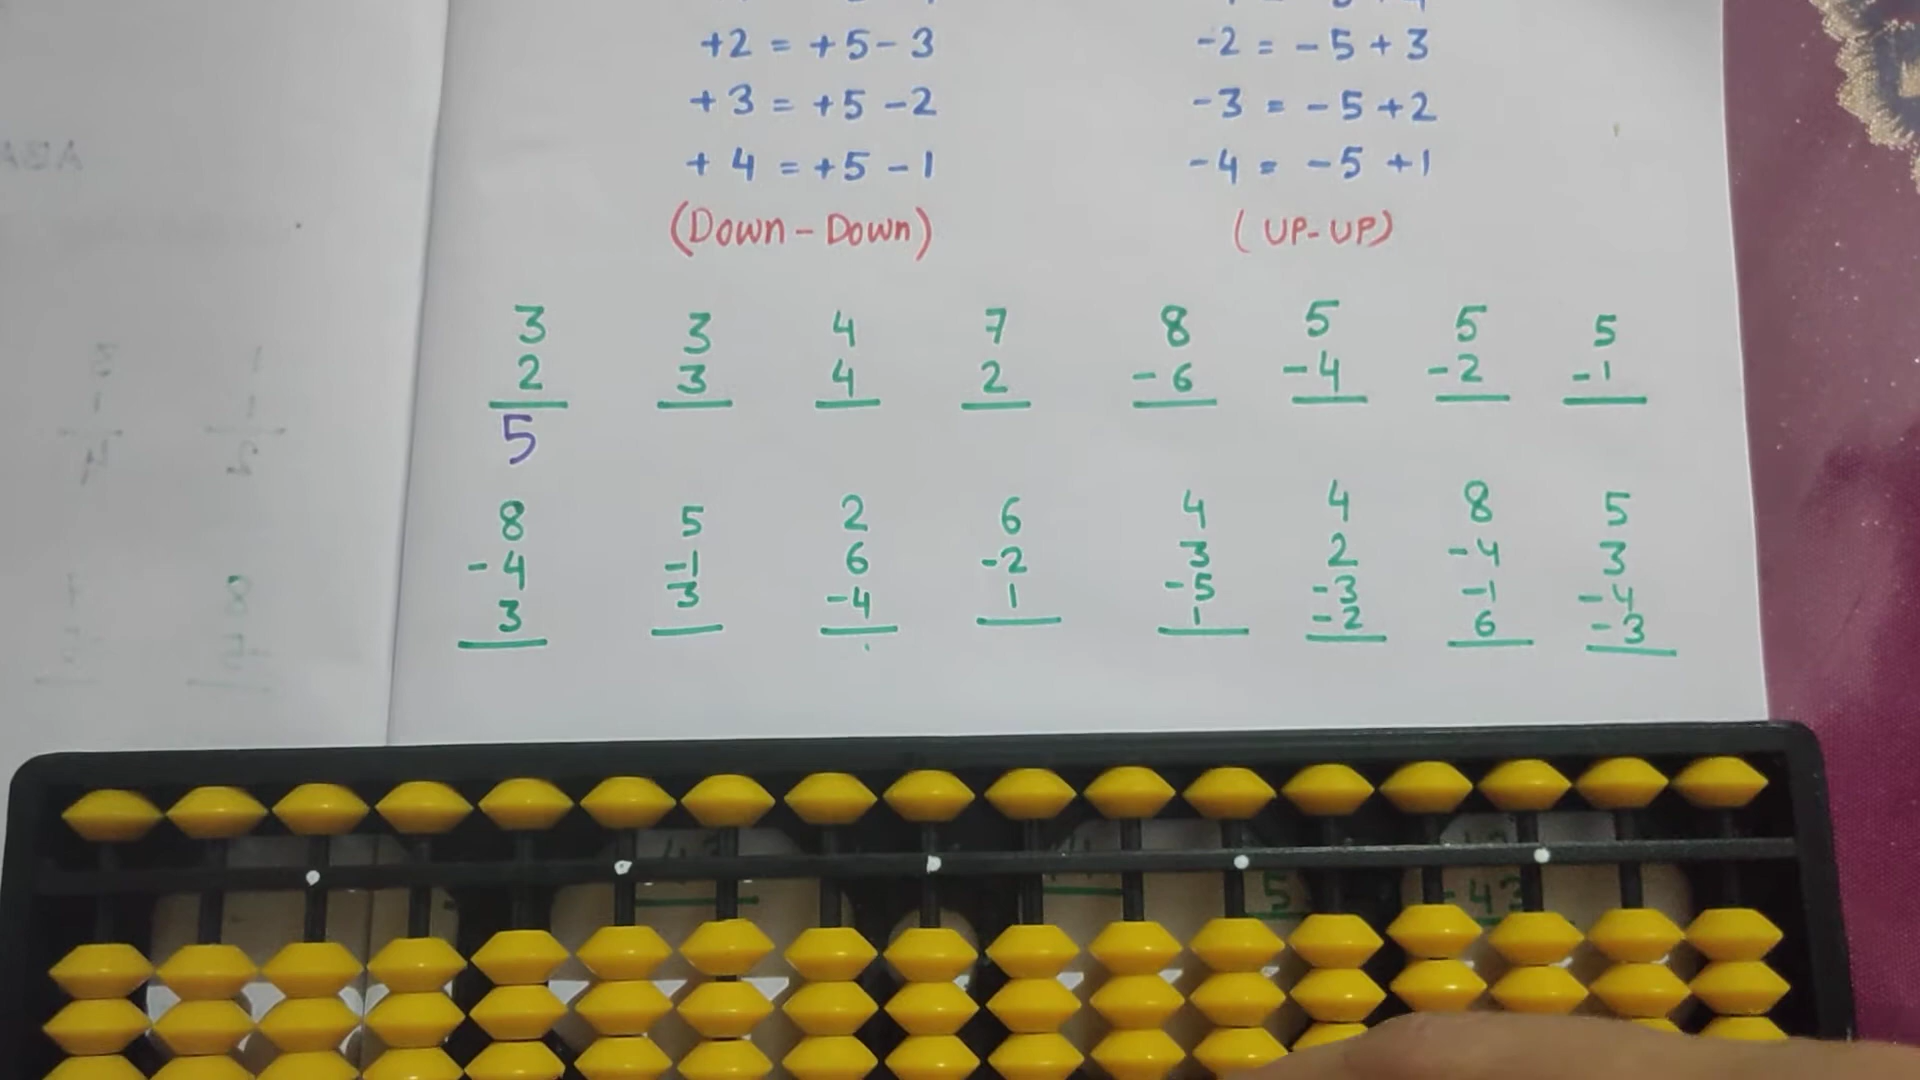 +2 = +5-3 -2 = -5+3
+3 = +5-2 -3 = -5+2
+4 = +5-1 -4 = -5+1
(Down-Down) (UP-UP)
3 3 4 7 8 5 5 5
2 3 4 2 -6 -4 -2 -1
5
8 5 2 6 4 4 8 5
-4 -1 6 -2 3 2 -4 3
3 3 -4 1 -5 -3 -1 -4
1 -2 6 -3
5 -43